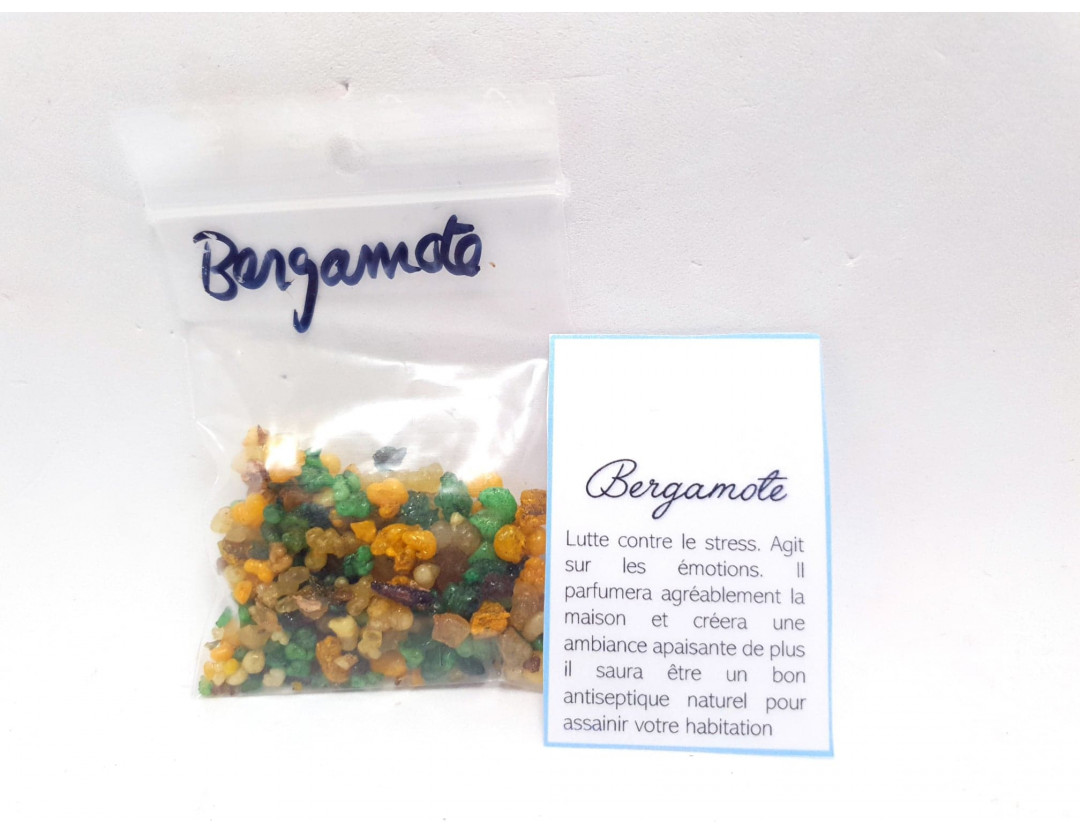 Bergamote
Bergamote
Lutte contre le stress. Agit
sur les émotions. Il
parfumera agréablement la
maison et créera une
ambiance apaisante de plus
il saura être un bon
antiseptique naturel pour
assainir votre habitation